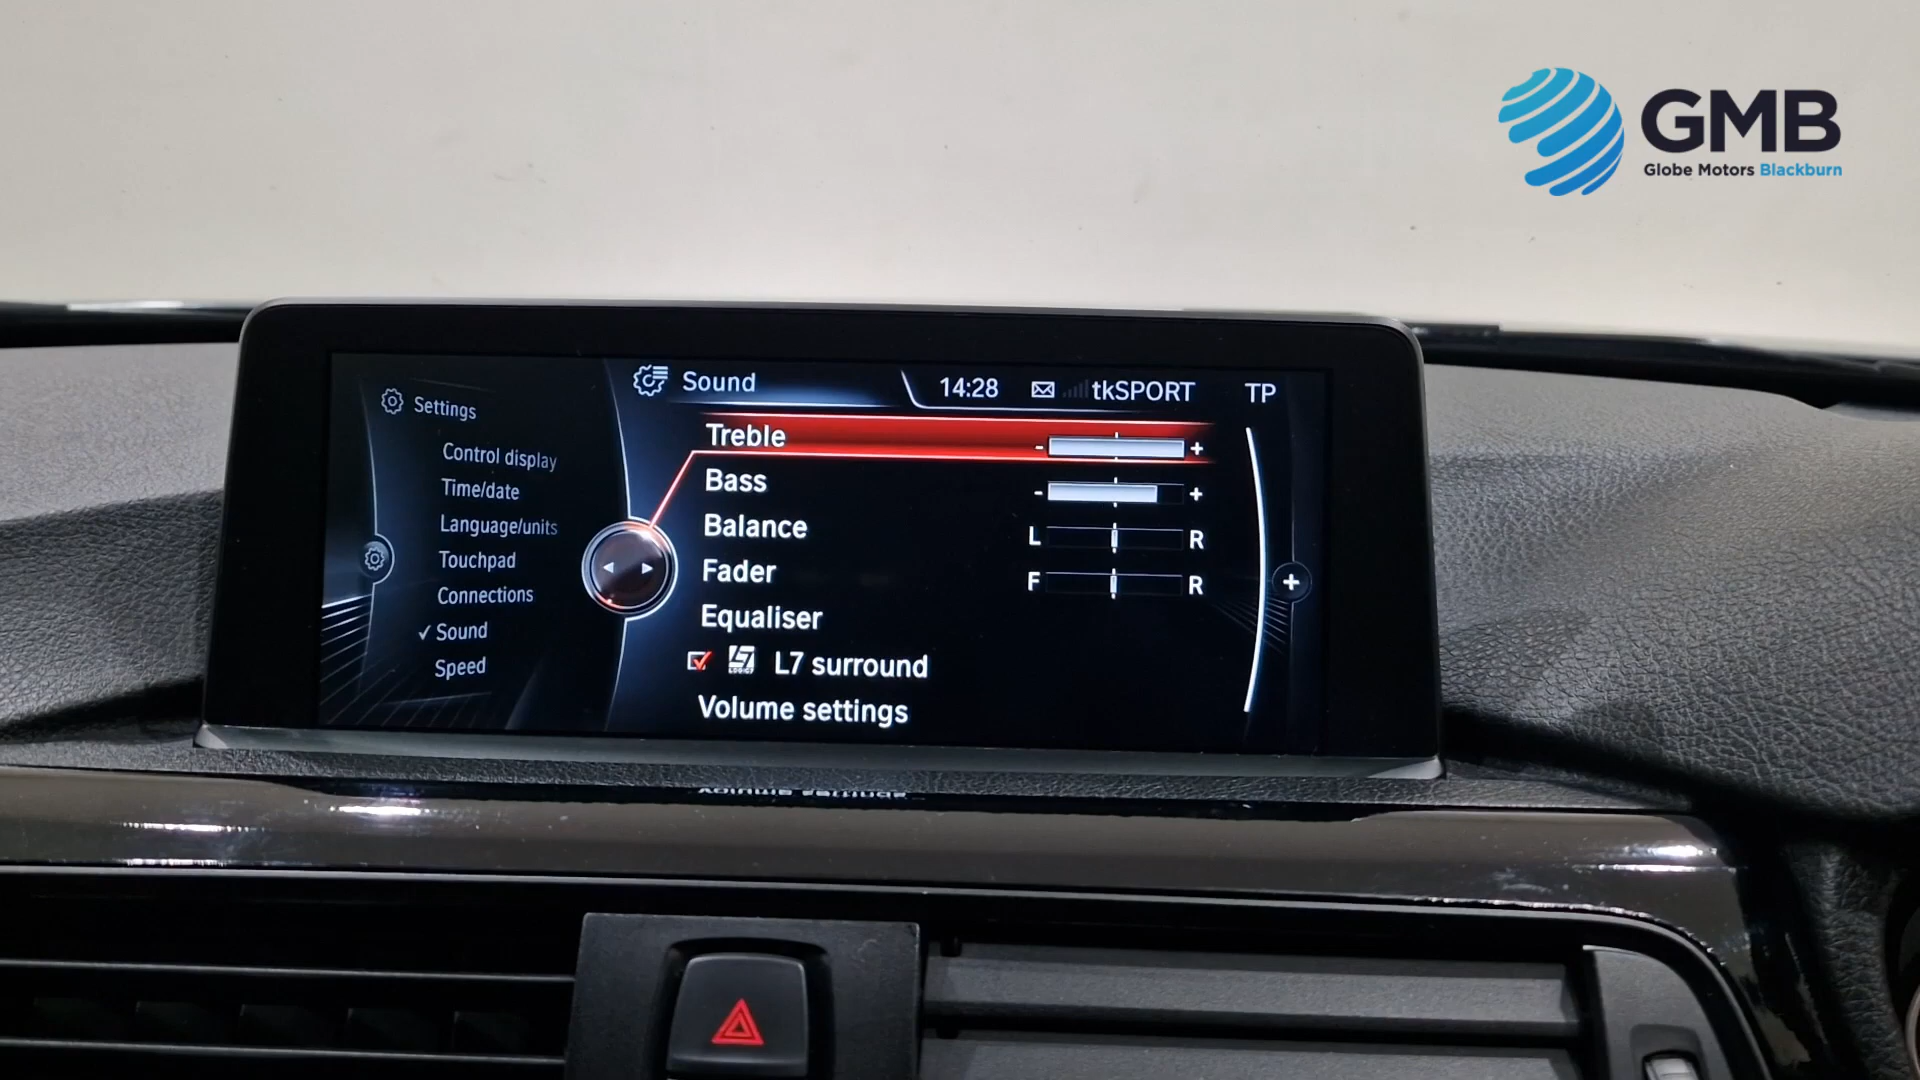 GMB
Globe Motors Blackburn
Sound
14:28
tkSPORT
TP
Settings
Control display
Time/date
Language/units
Touchpad
Connections
✓ Sound
Speed
Treble - +
Bass - +
Balance L R
Fader F R
Equaliser
L7 surround
Volume settings
+